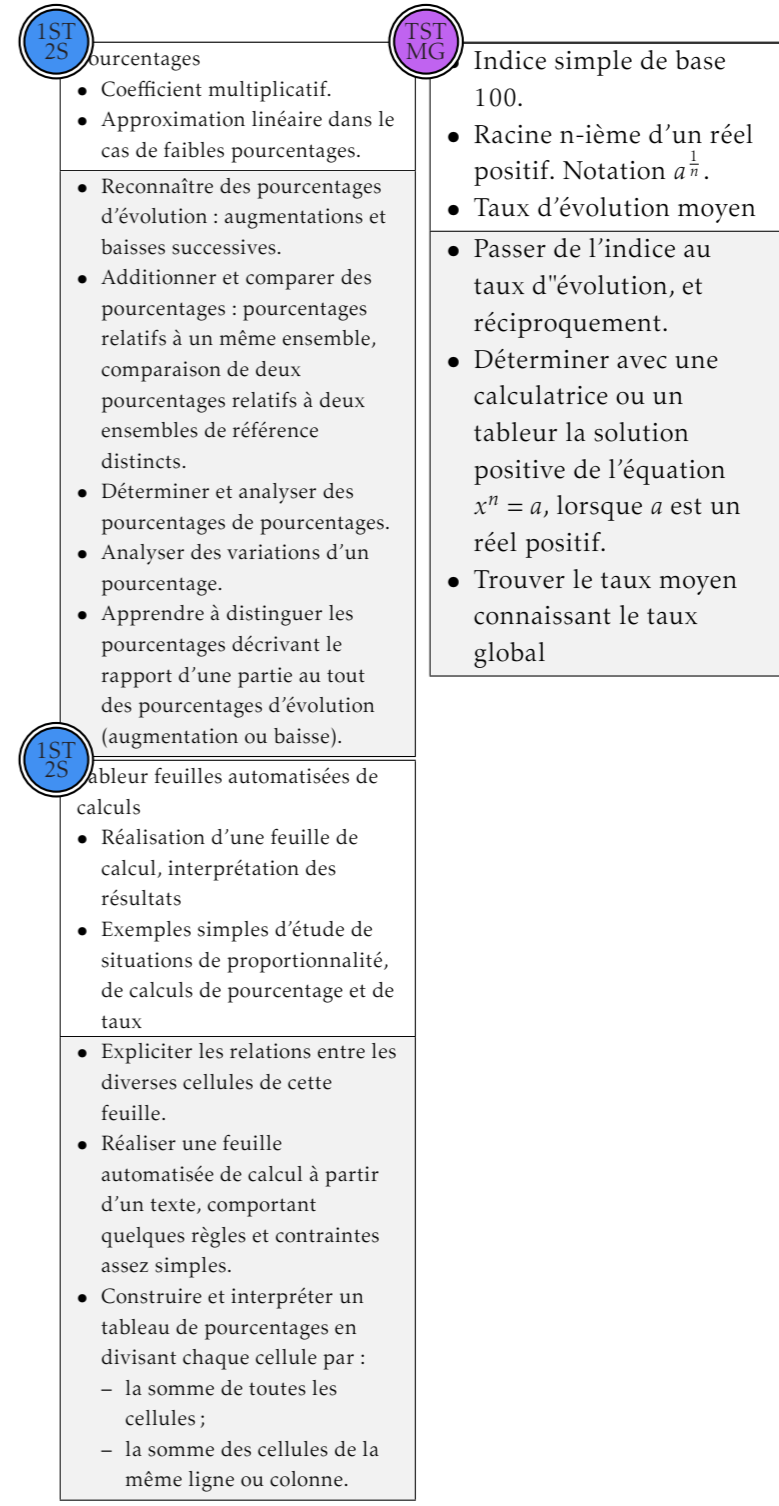 1ST
2S
ourcentages
• Coefficient multiplicatif.
• Approximation linéaire dans le
cas de faibles pourcentages.
• Reconnaître des pourcentages
d'évolution : augmentations et
baisses successives.
• Additionner et comparer des
pourcentages : pourcentages
relatifs à un même ensemble,
comparaison de deux
pourcentages relatifs à deux
ensembles de référence
distincts.
• Déterminer et analyser des
pourcentages de pourcentages.
• Analyser des variations d'un
pourcentage.
• Apprendre à distinguer les
pourcentages décrivant le
rapport d'une partie au tout
des pourcentages d'évolution
(augmentation ou baisse).
1ST
2S
ableur feuilles automatisées de
calculs
• Réalisation d'une feuille de
calcul, interprétation des
résultats
• Exemples simples d'étude de
situations de proportionnalité,
de calculs de pourcentage et de
taux
• Expliciter les relations entre les
diverses cellules de cette
feuille.
• Réaliser une feuille
automatisée de calcul à partir
d'un texte, comportant
quelques règles et contraintes
assez simples.
• Construire et interpréter un
tableau de pourcentages en
divisant chaque cellule par :
– la somme de toutes les
cellules ;
– la somme des cellules de la
même ligne ou colonne.
TST
MG
• Indice simple de base
100.
• Racine n-ième d'un réel
positif. Notation $a^{\frac{1}{n}}$.
• Taux d'évolution moyen
• Passer de l'indice au
taux d"évolution, et
réciproquement.
• Déterminer avec une
calculatrice ou un
tableur la solution
positive de l'équation
$x^n = a$, lorsque $a$ est un
réel positif.
• Trouver le taux moyen
connaissant le taux
global